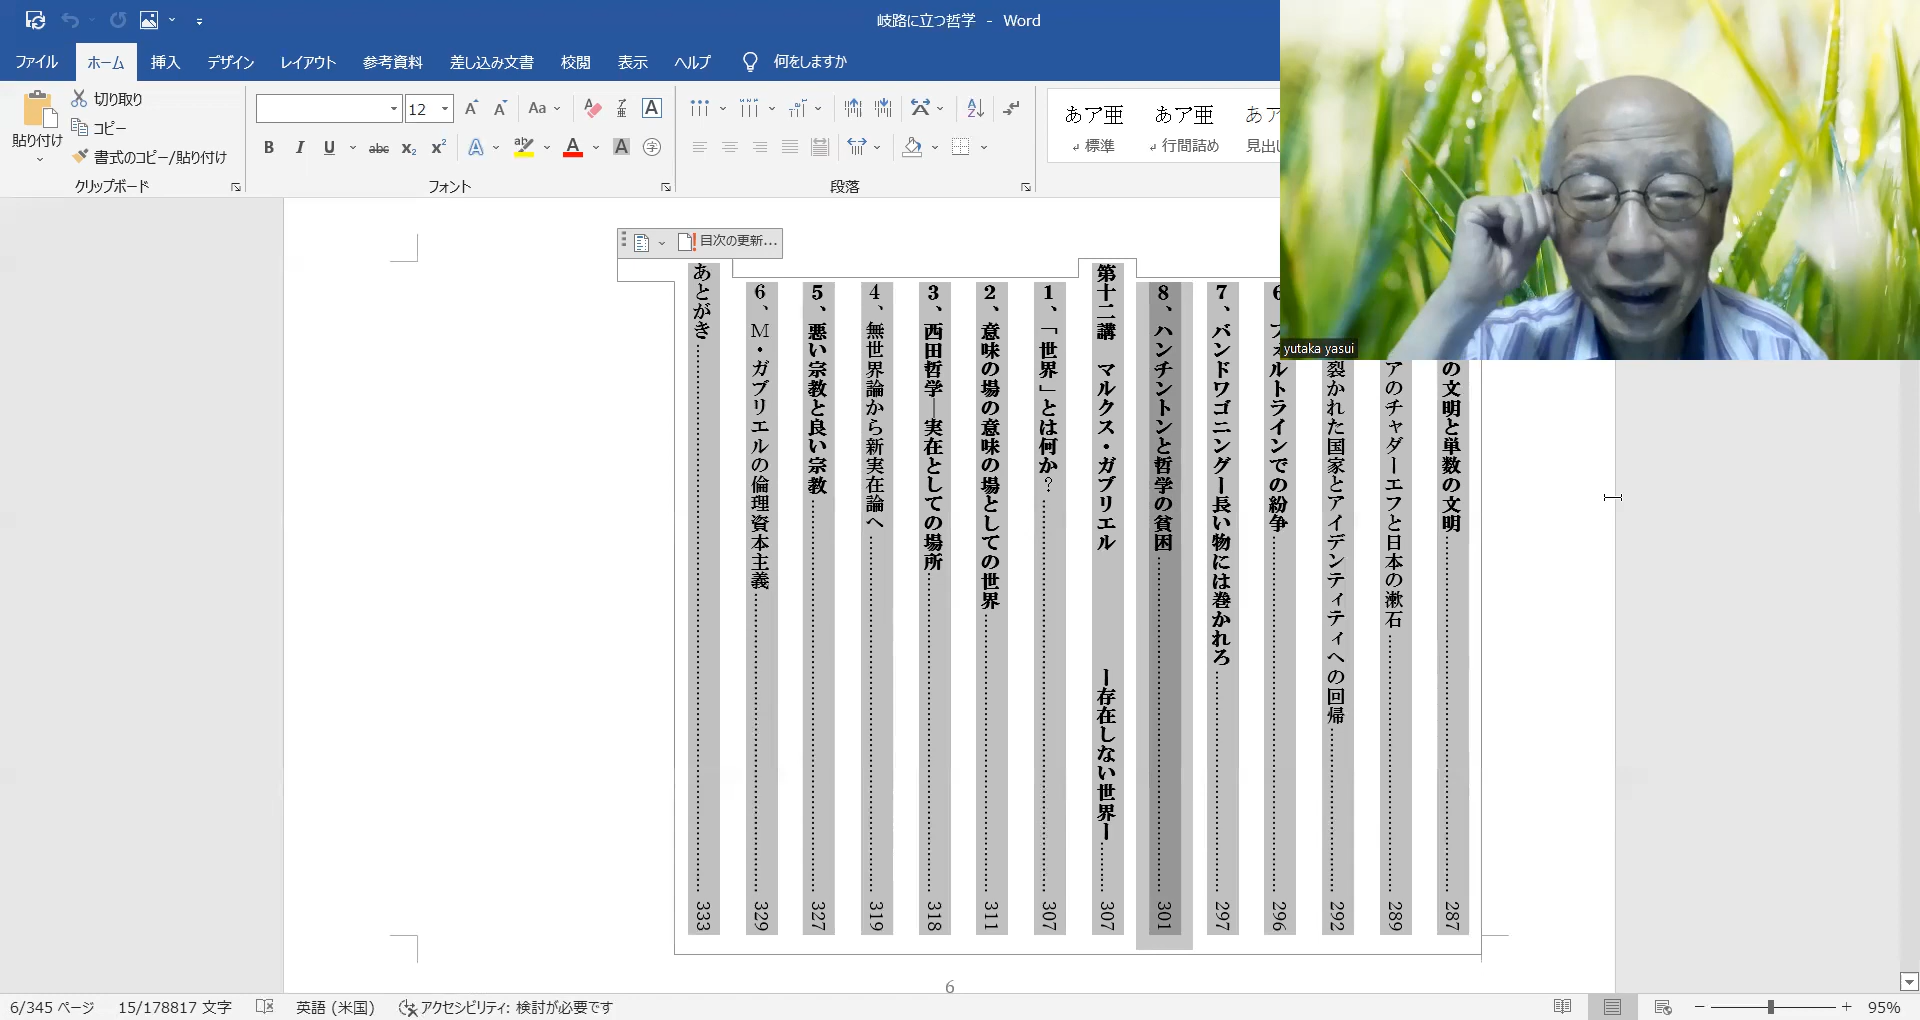 岐路に立つ哲学 - Word
ファイル ホーム 挿入 デザイン レイアウト 参考資料 差し込み文書 校閲 表示 ヘルプ 何をしますか
貼り付け
切り取り
コピー
書式のコピー/貼り付け
クリップボード
12
フォント
段落
あア亜 標準
あア亜 行間詰め
あア 見出し
yutaka yasui
目次の更新...
の文明と単数の文明 287
アのチャダーエフと日本の漱石 289
裂かれた国家とアイデンティティへの回帰 292
フォルトラインでの紛争 296
7、バンドワゴニングー長い物には巻かれろ 297
8、ハンチントンと哲学の貧困 301
第十二講 マルクス・ガブリエル ー存在しない世界ー 307
1、「世界」とは何か? 307
2、意味の場の意味の場としての世界 311
3、西田哲学―実在としての場所 318
4、無世界論から新実在論へ 319
5、悪い宗教と良い宗教 327
6、M・ガブリエルの倫理資本主義 329
あとがき 333
6
6/345 ページ 15/178817 文字 英語 (米国) アクセシビリティ: 検討が必要です 95%